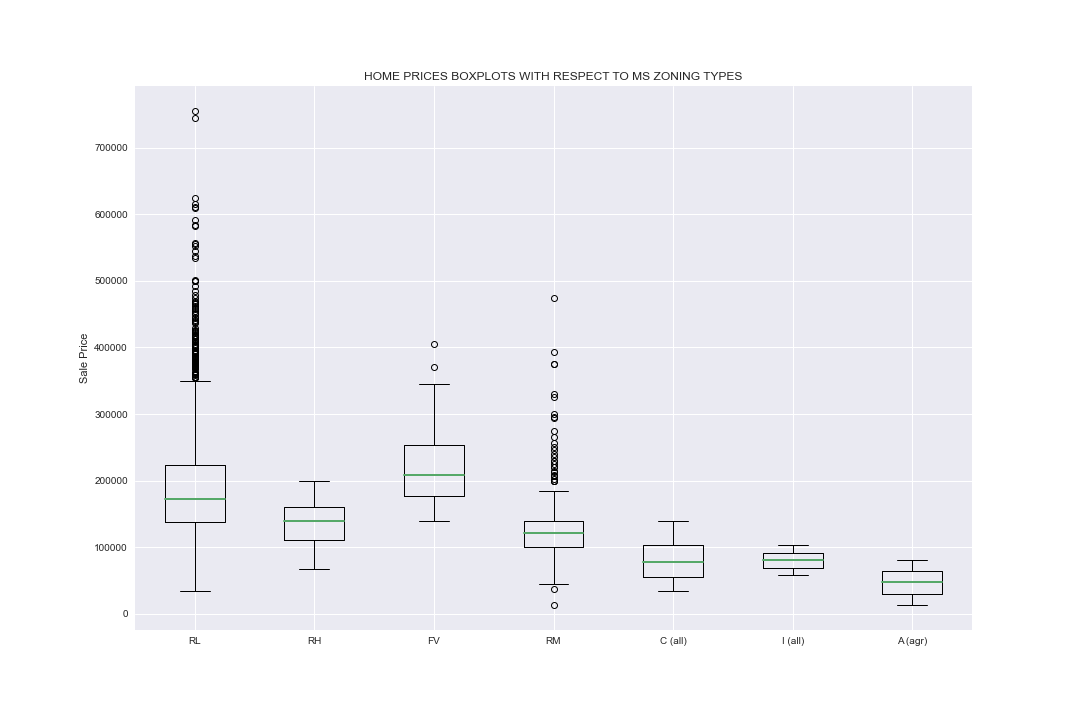 HOME PRICES BOXPLOTS WITH RESPECT TO MS ZONING TYPES
Sale Price
700000
600000
500000
400000
300000
200000
100000
0
RL RH FV RM C (all) I (all) A (agr)